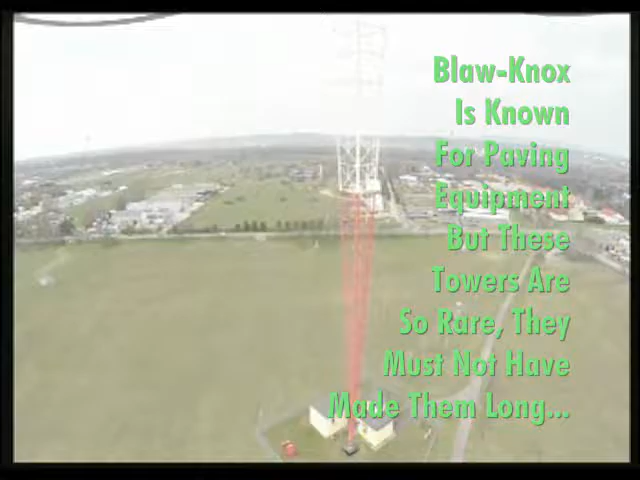 Blaw-Knox
Is Known
For Paving
Equipment
But These
Towers Are
So Rare, They
Must Not Have
Made Them Long...